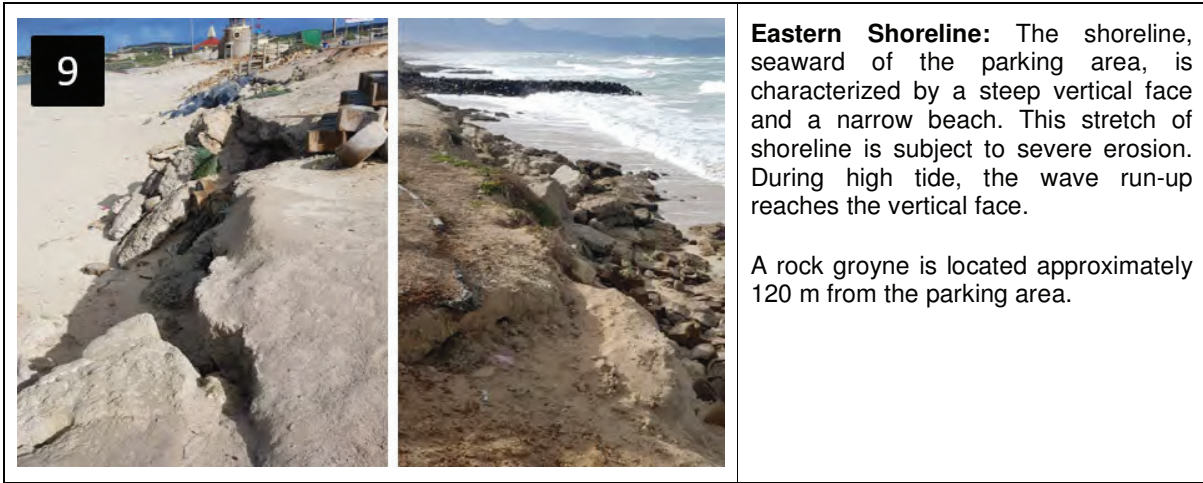 9
Eastern Shoreline: The shoreline,
seaward of the parking area, is
characterized by a steep vertical face
and a narrow beach. This stretch of
shoreline is subject to severe erosion.
During high tide, the wave run-up
reaches the vertical face.
A rock groyne is located approximately
120 m from the parking area.